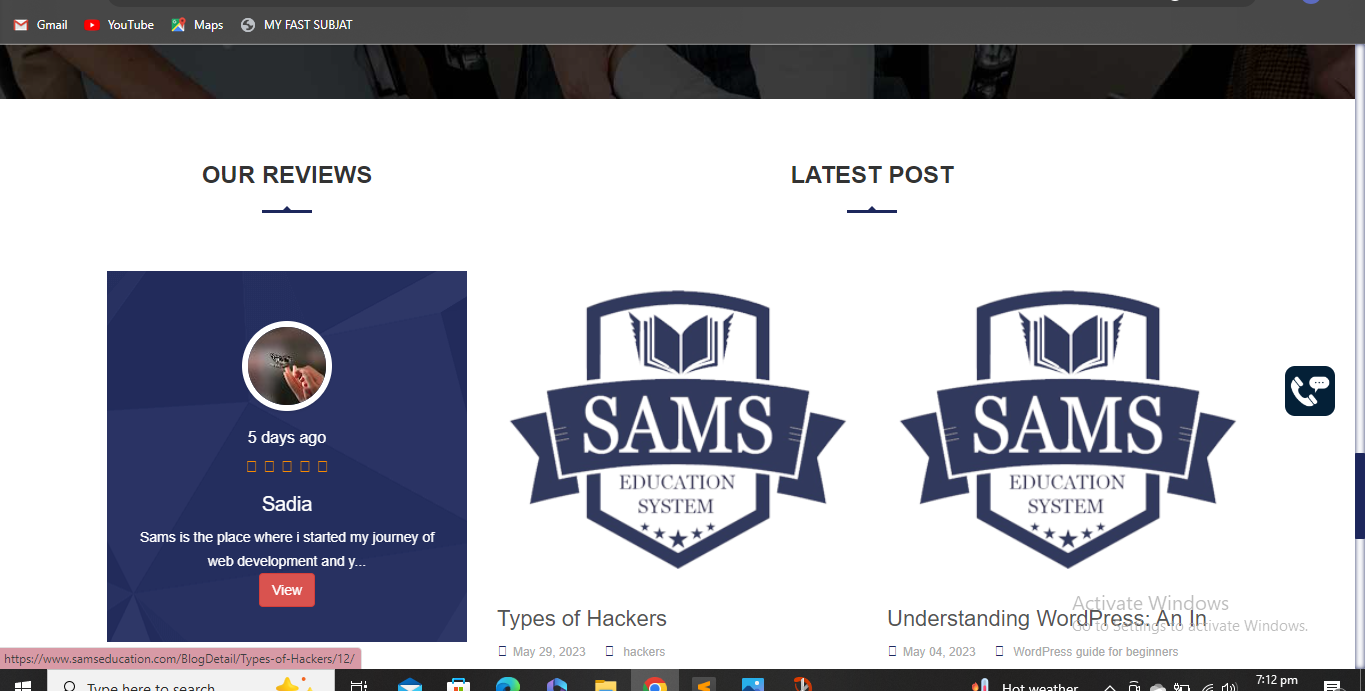 Gmail YouTube Maps MY FAST SUBJAT
OUR REVIEWS
LATEST POST
5 days ago
Sadia
Sams is the place where i started my journey of
web development and y...
View
SAMS
EDUCATION
SYSTEM
Types of Hackers
May 29, 2023 hackers
SAMS
EDUCATION
SYSTEM
Understanding WordPress: An In
May 04, 2023 WordPress guide for beginners
Activate Windows
Go to Settings to activate Windows.
https://www.samseducation.com/BlogDetail/Types-of-Hackers/12/
Type here to search
Hot weather
7:12 pm